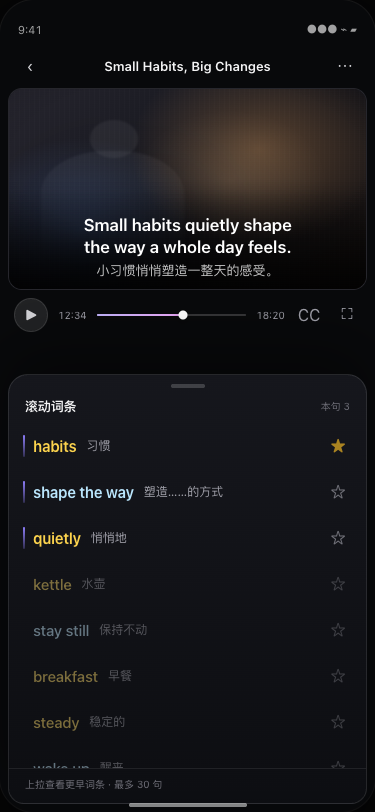 9:41
Small Habits, Big Changes
Small habits quietly shape
the way a whole day feels.
小习惯悄悄塑造一整天的感受。
12:34
18:20
CC
滚动词条
本句 3
habits 习惯
shape the way 塑造……的方式
quietly 悄悄地
kettle 水壶
stay still 保持不动
breakfast 早餐
steady 稳定的
wake up 醒来
上拉查看更早词条 · 最多 30 句